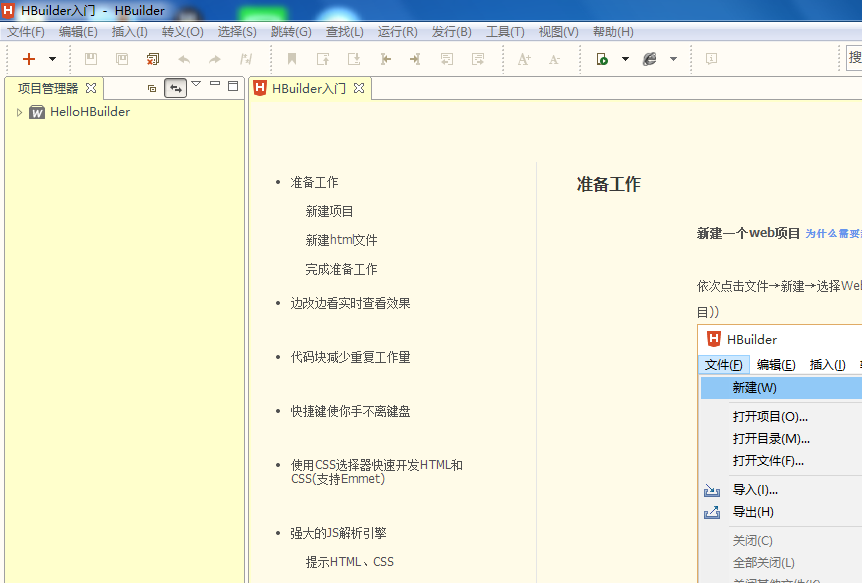 HBuilder入门 - HBuilder
文件(F) 编辑(E) 插入(I) 转义(O) 选择(S) 跳转(G) 查找(L) 运行(R) 发行(B) 工具(T) 视图(V) 帮助(H)
搜
项目管理器
HBuilder入门
W HelloHBuilder
• 准备工作
新建项目
新建html文件
完成准备工作
• 边改边看实时查看效果
• 代码块减少重复工作量
• 快捷键使你手不离键盘
• 使用CSS选择器快速开发HTML和
CSS(支持Emmet)
• 强大的JS解析引擎
提示HTML、CSS
准备工作
新建一个web项目 为什么需要
依次点击文件→新建→选择Web
目))
HBuilder
文件(F) 编辑(E) 插入(I)
新建(W)
打开项目(O)...
打开目录(M)...
打开文件(F)...
导入(I)...
导出(H)
关闭(C)
全部关闭(L)